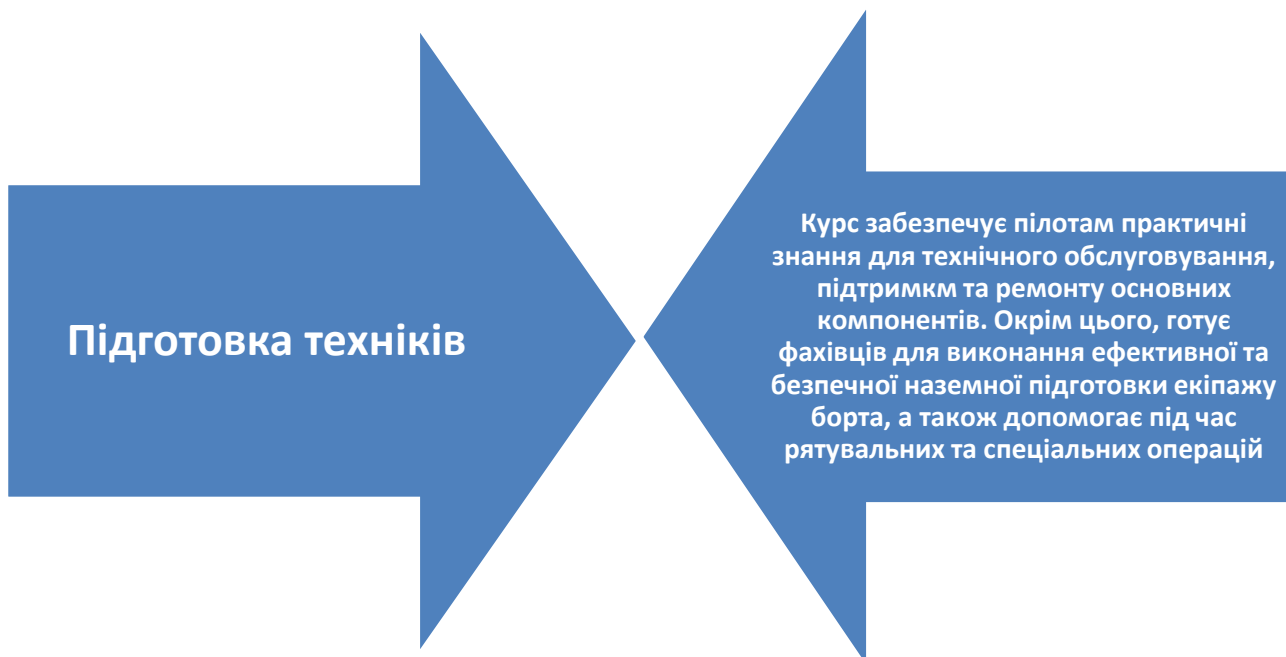 Підготовка техніків
Курс забезпечує пілотам практичні
знання для технічного обслуговування,
підтримкм та ремонту основних
компонентів. Окрім цього, готує
фахівців для виконання ефективної та
безпечної наземної підготовки екіпажу
борта, а також допомагає під час
рятувальних та спеціальних операцій